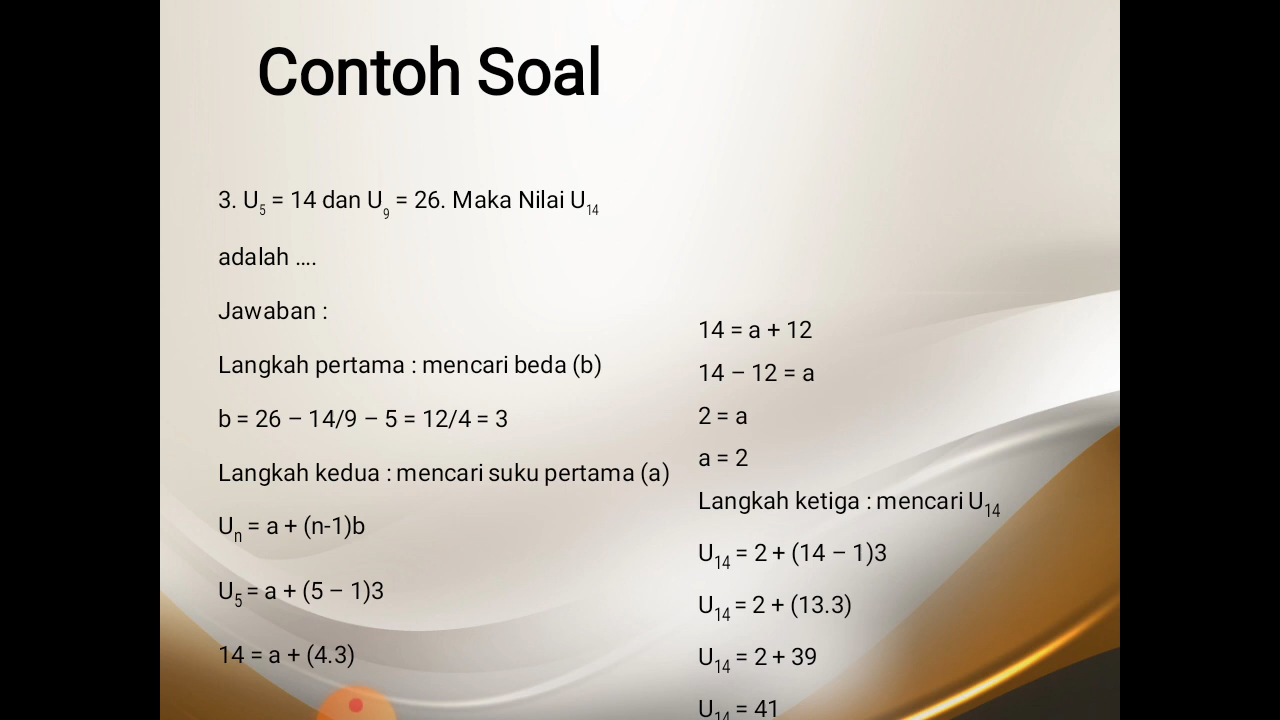 Contoh Soal
3. U₅ = 14 dan U₉ = 26. Maka Nilai U₁₄
adalah ....
Jawaban :
Langkah pertama : mencari beda (b)
b = 26 – 14/9 – 5 = 12/4 = 3
Langkah kedua : mencari suku pertama (a)
Uₙ = a + (n-1)b
U₅ = a + (5 – 1)3
14 = a + (4.3)
14 = a + 12
14 – 12 = a
2 = a
a = 2
Langkah ketiga : mencari U₁₄
U₁₄ = 2 + (14 – 1)3
U₁₄ = 2 + (13.3)
U₁₄ = 2 + 39
U₁₄ = 41